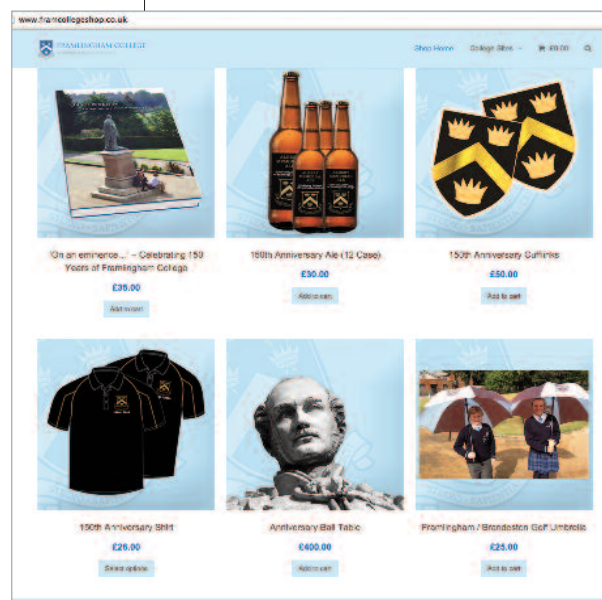 www.framcollegeshop.co.uk
FRAMLINGHAM COLLEGE
Shop Home College Sites £0.00
'On an eminence...' – Celebrating 150
Years of Framlingham College
£35.00
Add to cart
150th Anniversary Ale (12 Case)
£30.00
Add to cart
150th Anniversary Cufflinks
£50.00
Add to cart
150th Anniversary Shirt
£26.00
Select options
Anniversary Ball Table
£400.00
Add to cart
Framlingham / Brandeston Golf Umbrella
£25.00
Add to cart